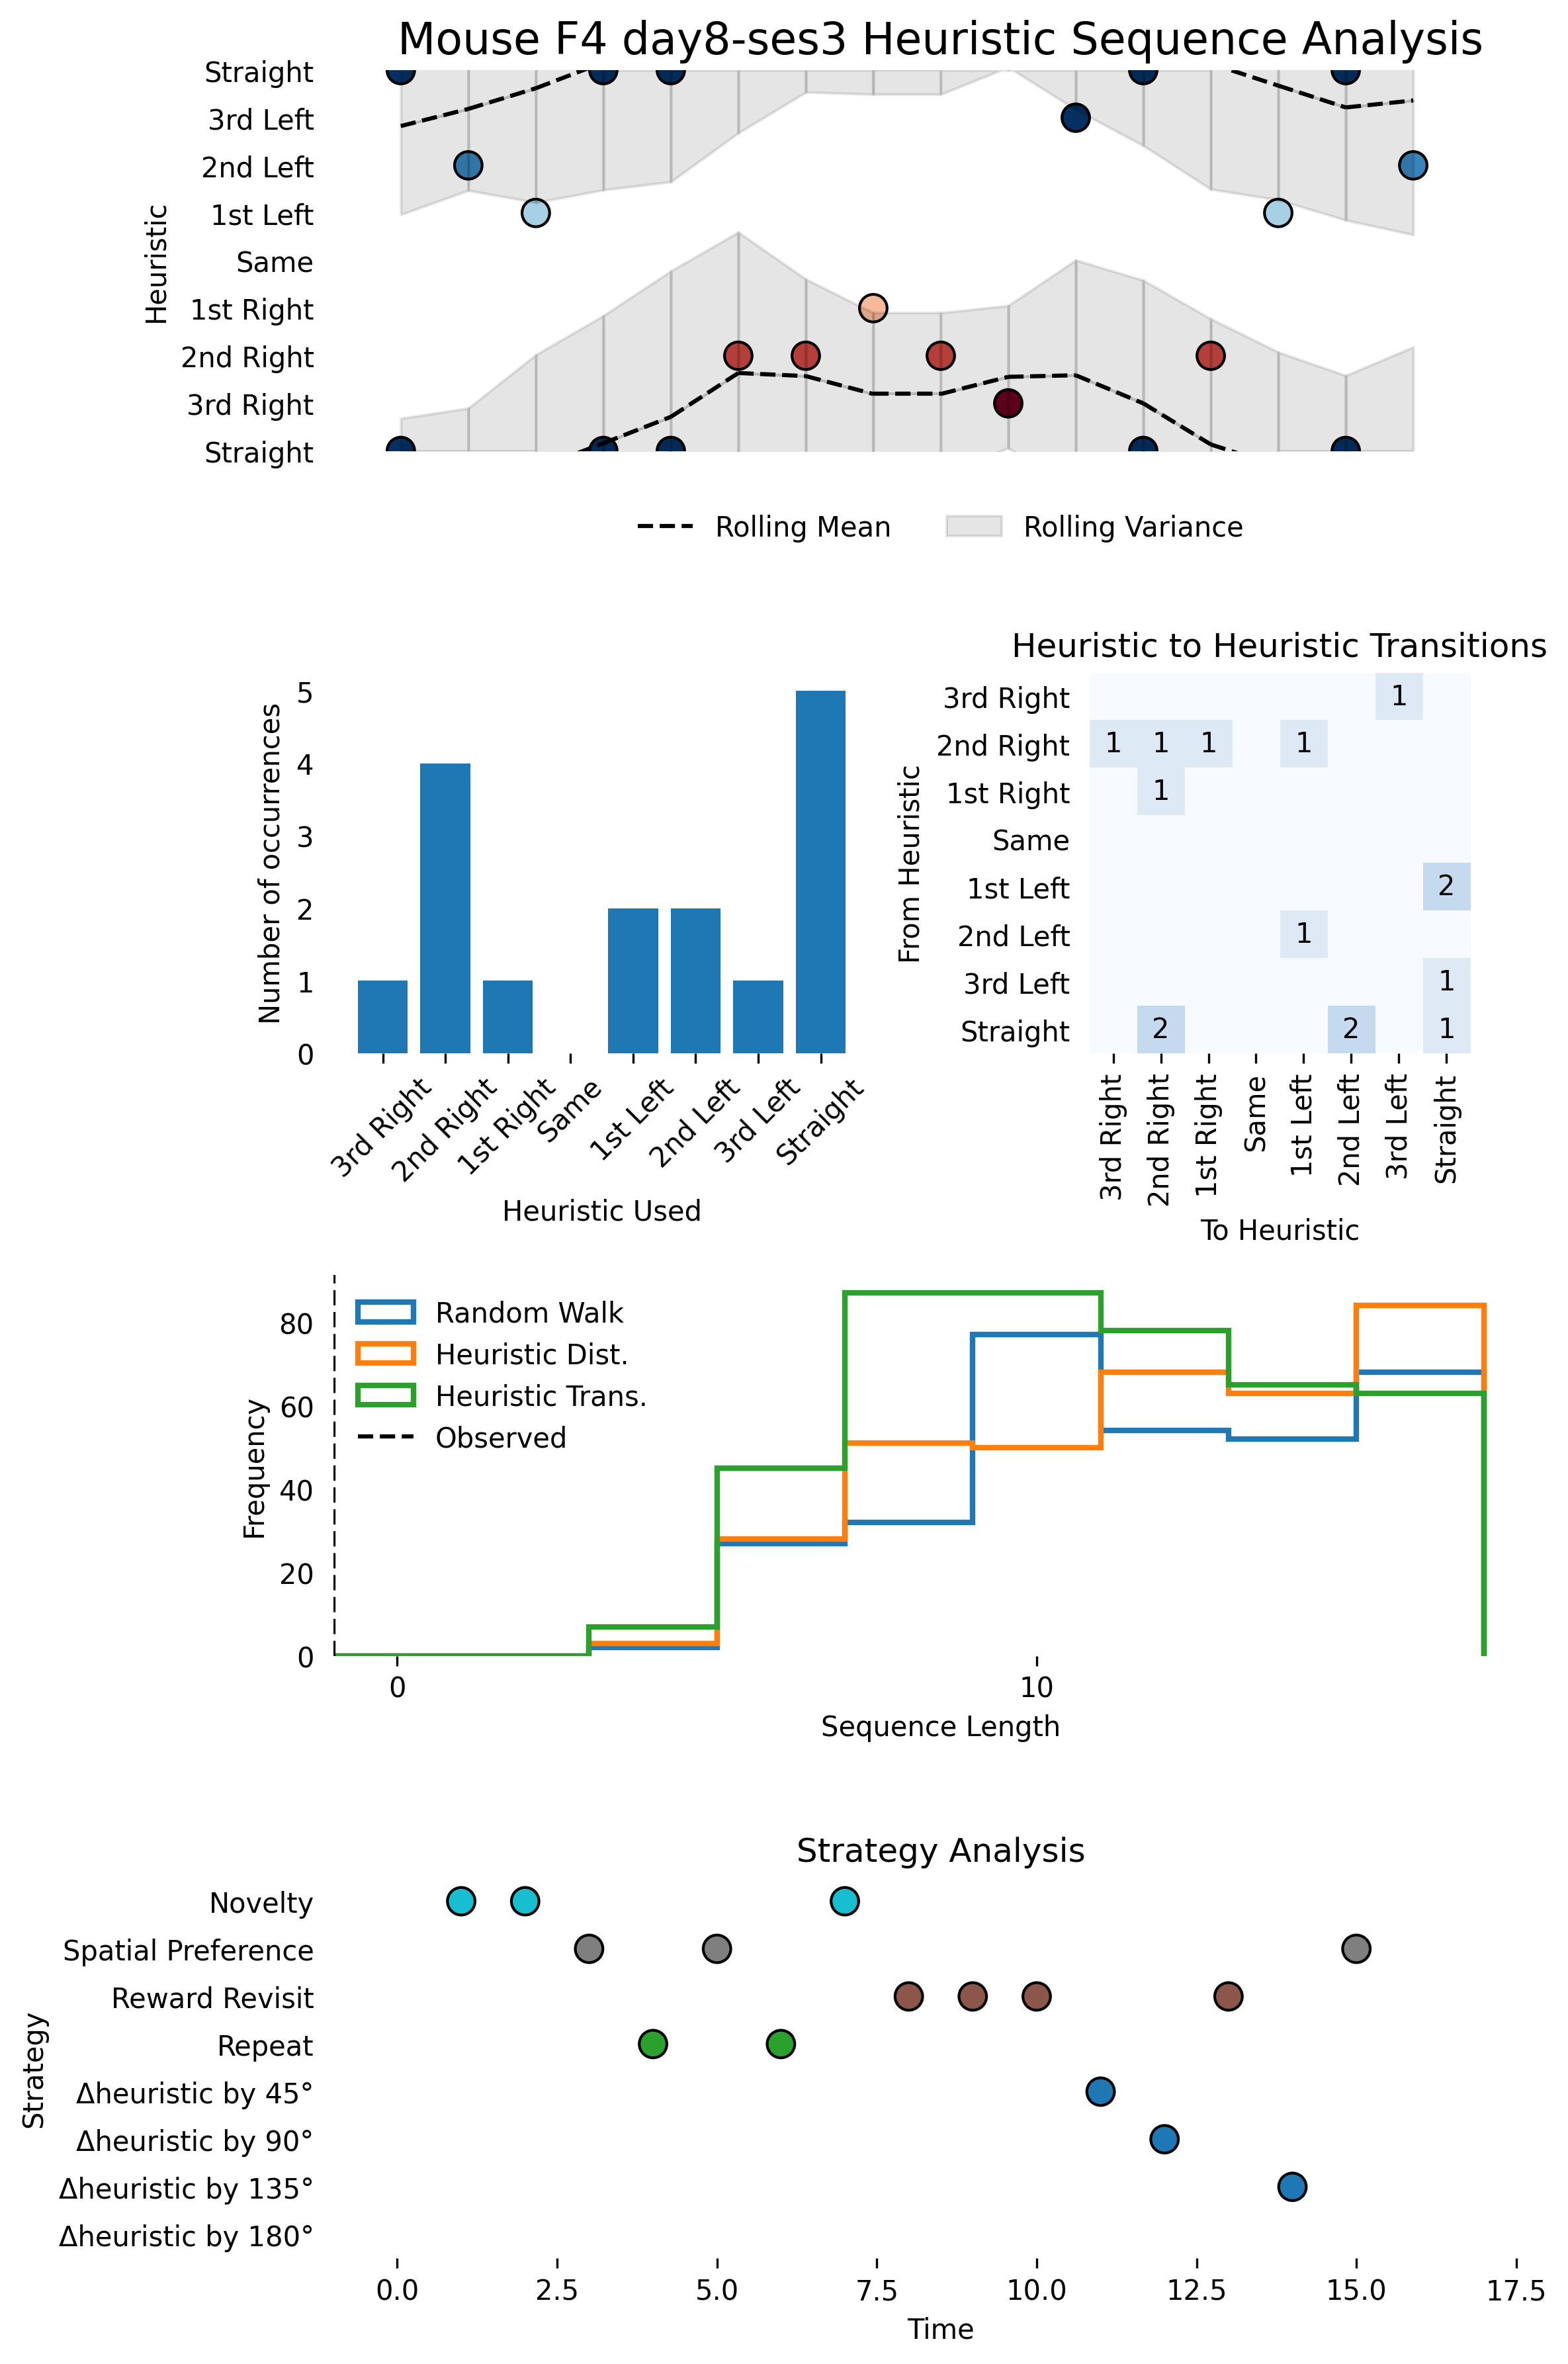 Mouse F4 day8-ses3 Heuristic Sequence Analysis
Heuristic
Straight
3rd Left
2nd Left
1st Left
Same
1st Right
2nd Right
3rd Right
Straight
Rolling Mean
Rolling Variance
Number of occurrences
5
4
3
2
1
0
3rd Right
2nd Right
1st Right
Same
1st Left
2nd Left
3rd Left
Straight
Heuristic Used
Heuristic to Heuristic Transitions
From Heuristic
3rd Right 1
2nd Right 1 1 1 1
1st Right 1
Same
1st Left 2
2nd Left 1
3rd Left 1
Straight 2 2 1
3rd Right
2nd Right
1st Right
Same
1st Left
2nd Left
3rd Left
Straight
To Heuristic
Frequency
80
60
40
20
0
Random Walk
Heuristic Dist.
Heuristic Trans.
Observed
0 10
Sequence Length
Strategy Analysis
Strategy
Novelty
Spatial Preference
Reward Revisit
Repeat
Δheuristic by 45°
Δheuristic by 90°
Δheuristic by 135°
Δheuristic by 180°
0.0 2.5 5.0 7.5 10.0 12.5 15.0 17.5
Time